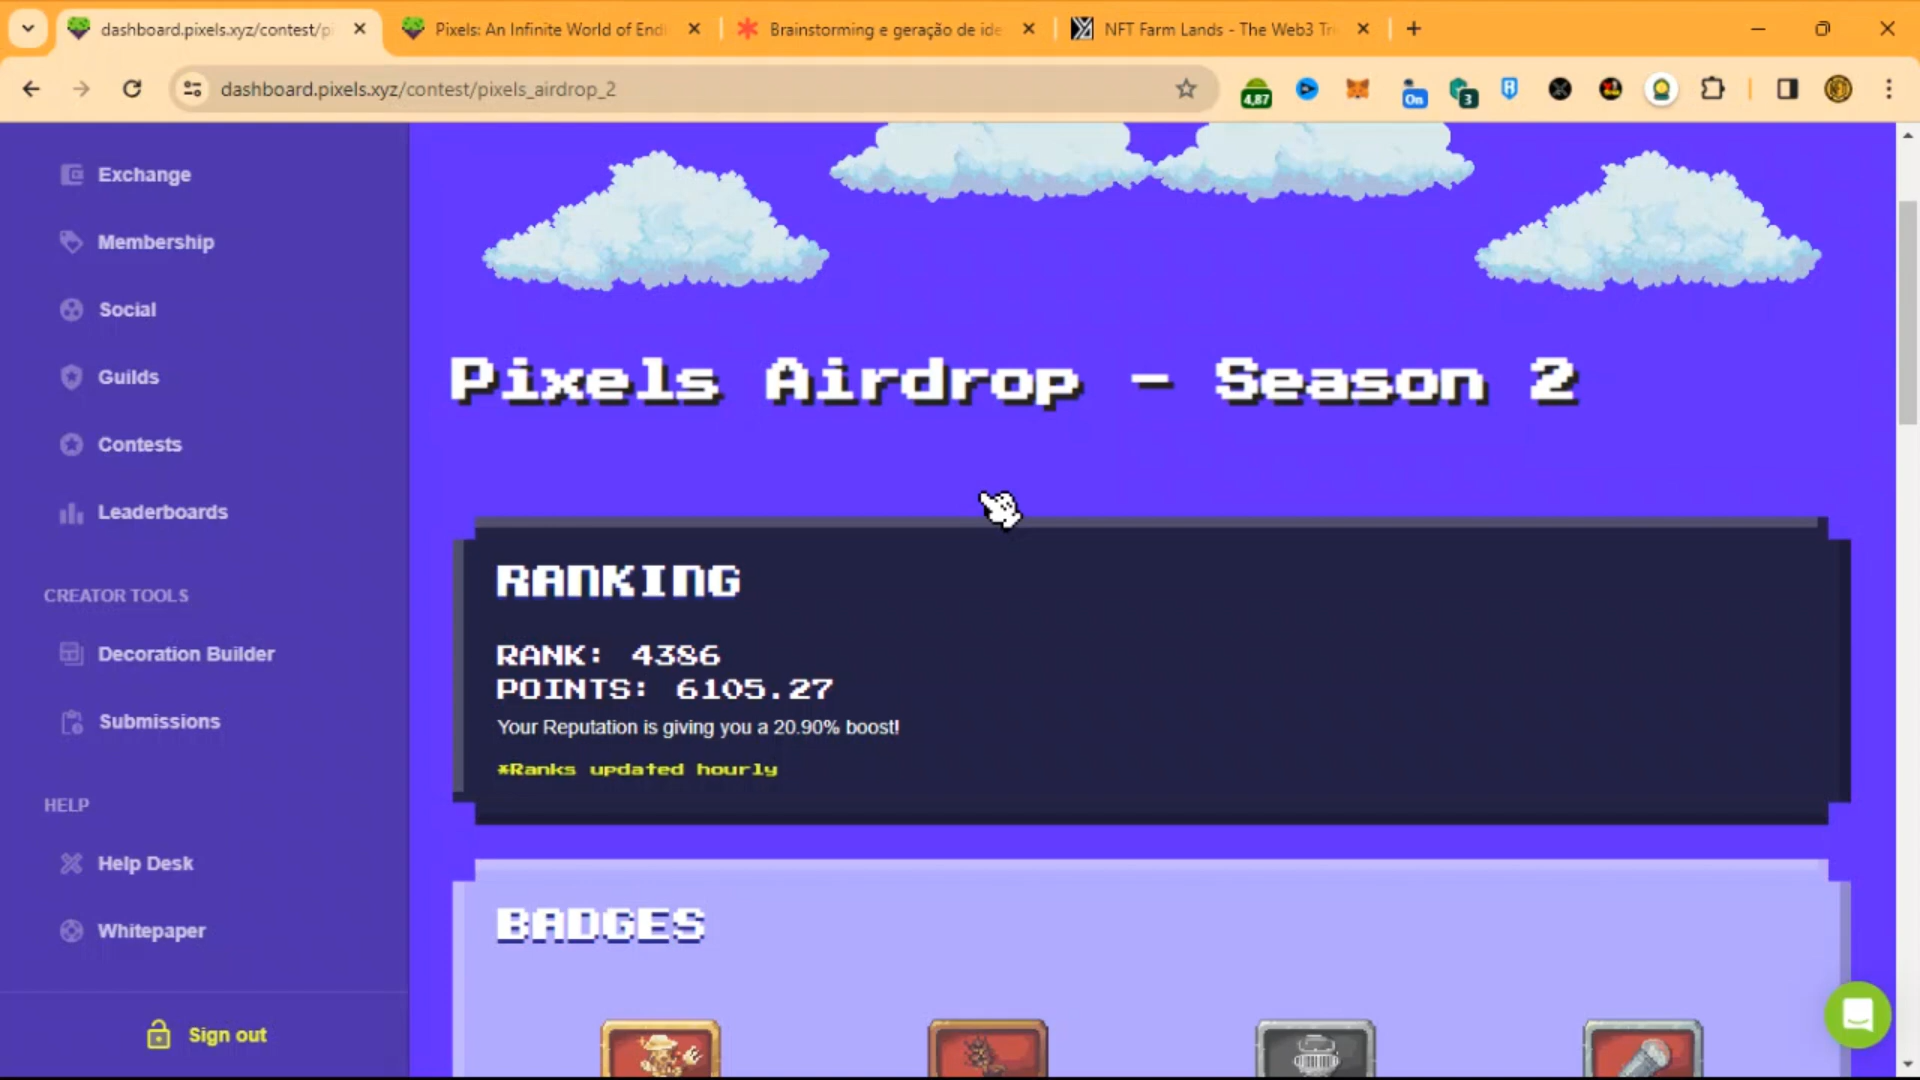 dashboard.pixels.xyz/contest/p
Pixels: An Infinite World of End
Brainstorming e geração de ide
NFT Farm Lands - The Web3 Tr
dashboard.pixels.xyz/contest/pixels_airdrop_2
4,87
On
3
Exchange
Membership
Social
Guilds
Contests
Leaderboards
CREATOR TOOLS
Decoration Builder
Submissions
HELP
Help Desk
Whitepaper
Sign out
Pixels Airdrop - Season 2
RANKING
RANK: 4386
POINTS: 6105.27
Your Reputation is giving you a 20.90% boost!
*Ranks updated hourly
BADGES